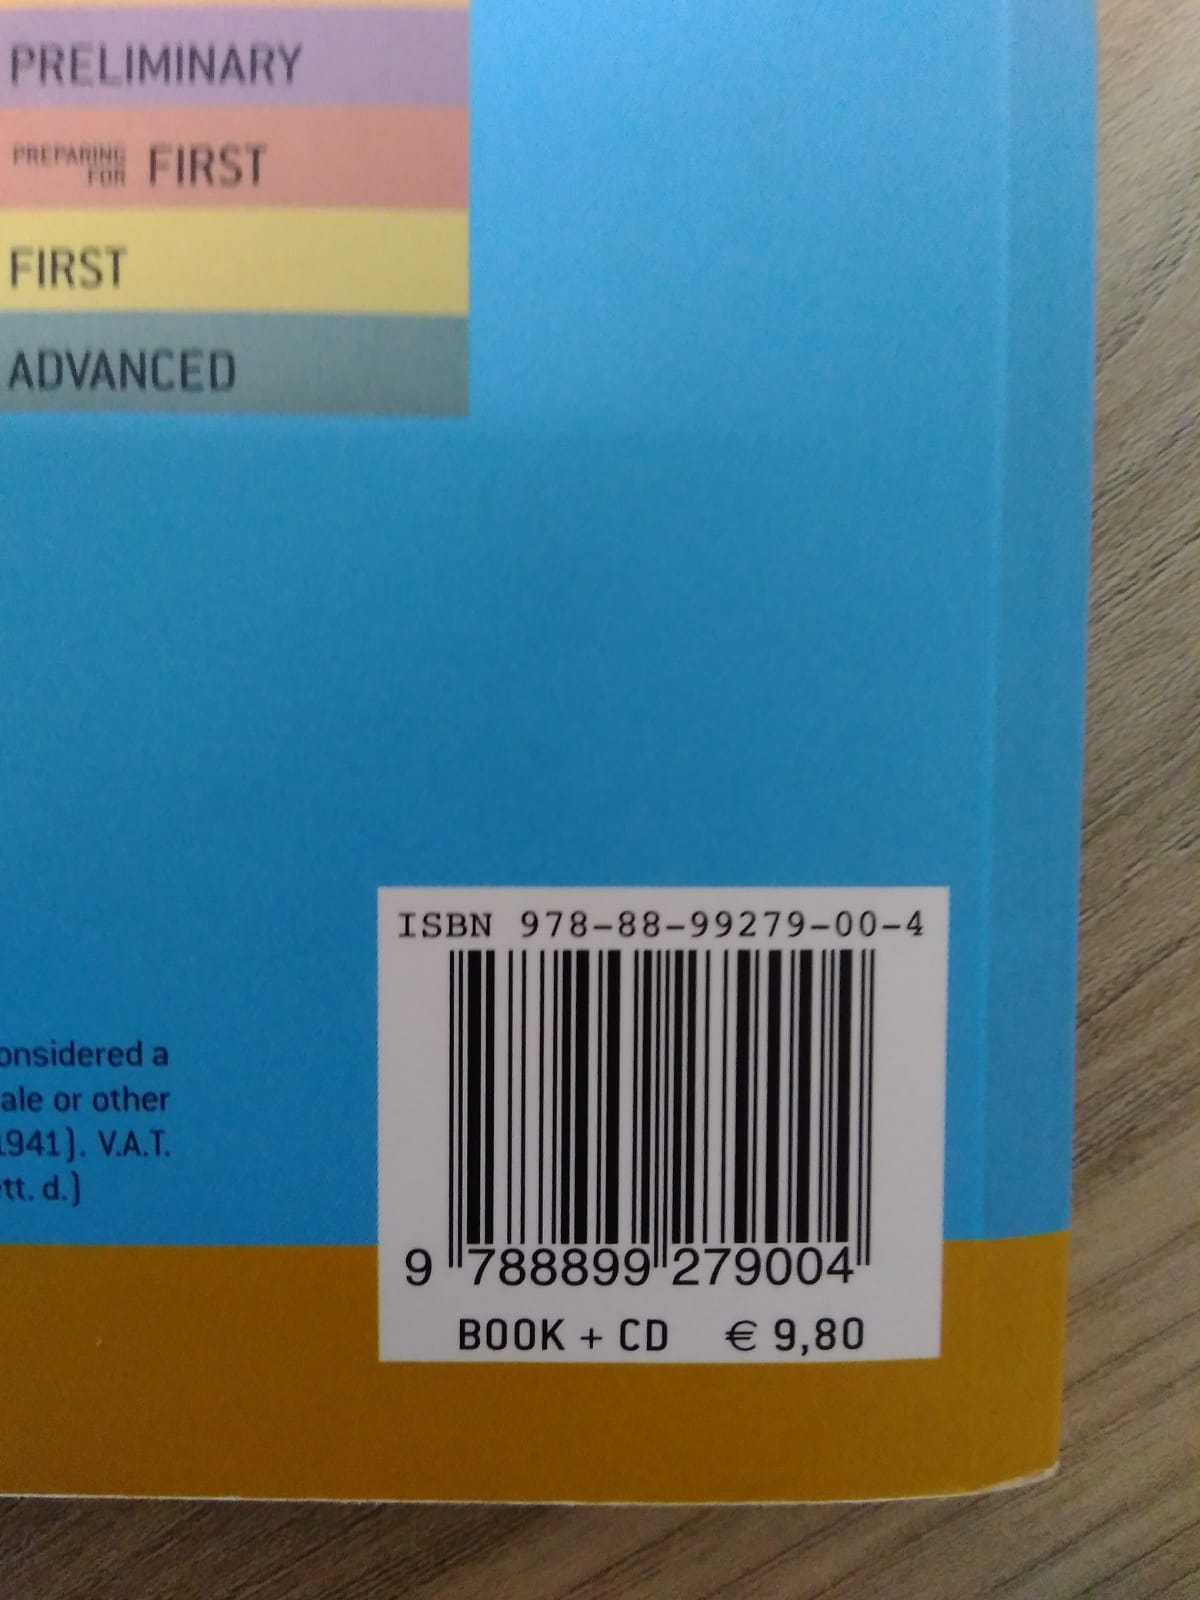 PRELIMINARY
PREPARING
FOR FIRST
FIRST
ADVANCED
ISBN 978-88-99279-00-4
onsidered a
ale or other
1941). V.A.T.
tt. d.)
9 788899 279004
BOOK + CD € 9,80